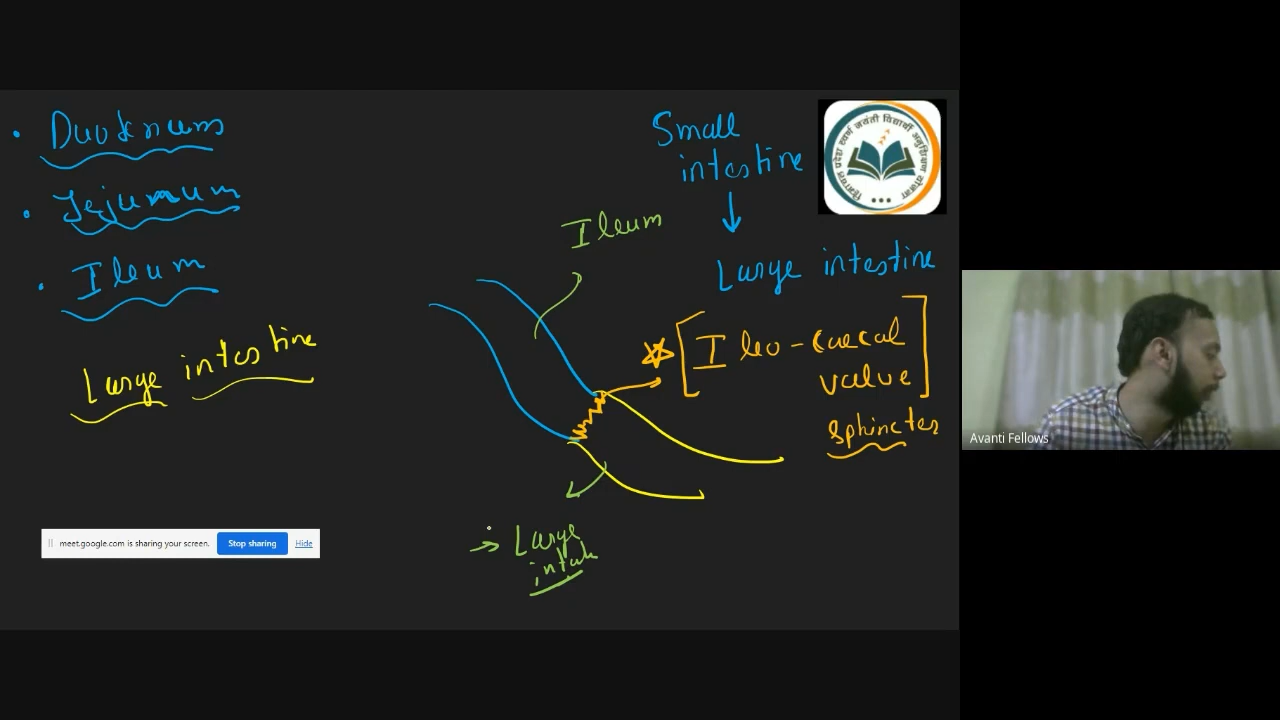 Duodenum
Jejunum
Ileum
Large intestine
Small
intestine
Large intestine
Ileum
Ileo-caecal
valve
sphincter
Large
meet.google.com is sharing your screen.
Stop sharing
Hide
Avanti Fellows